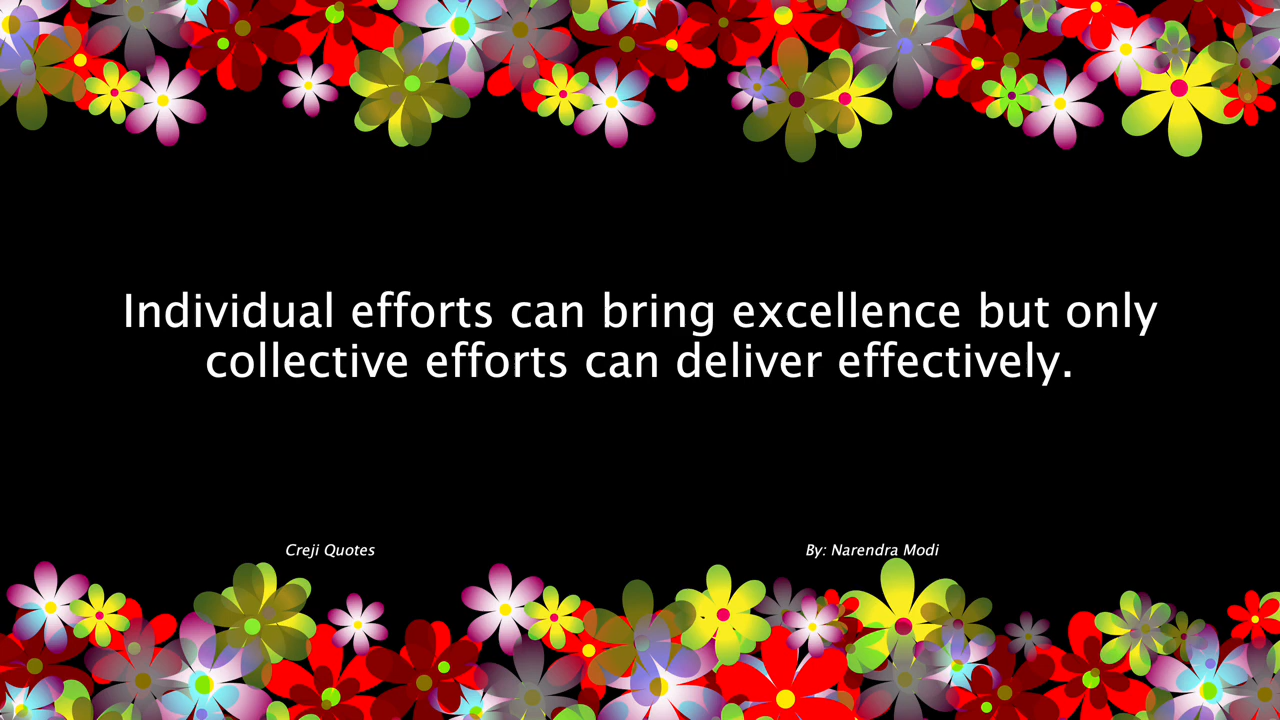 Individual efforts can bring excellence but only
collective efforts can deliver effectively.
Creji Quotes
By: Narendra Modi